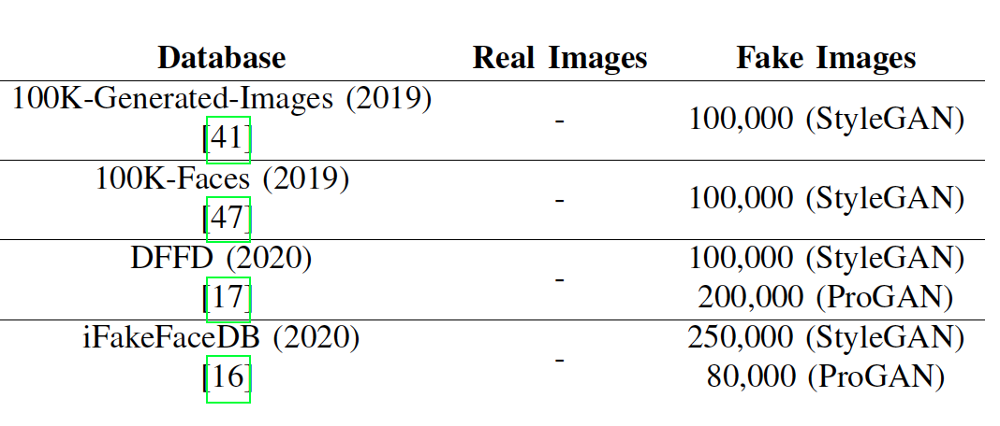 Database Real Images Fake Images
100K-Generated-Images (2019)
[41]
-
100,000 (StyleGAN)
100K-Faces (2019)
[47]
-
100,000 (StyleGAN)
DFFD (2020)
[17]
-
100,000 (StyleGAN)
200,000 (ProGAN)
iFakeFaceDB (2020)
[16]
-
250,000 (StyleGAN)
80,000 (ProGAN)